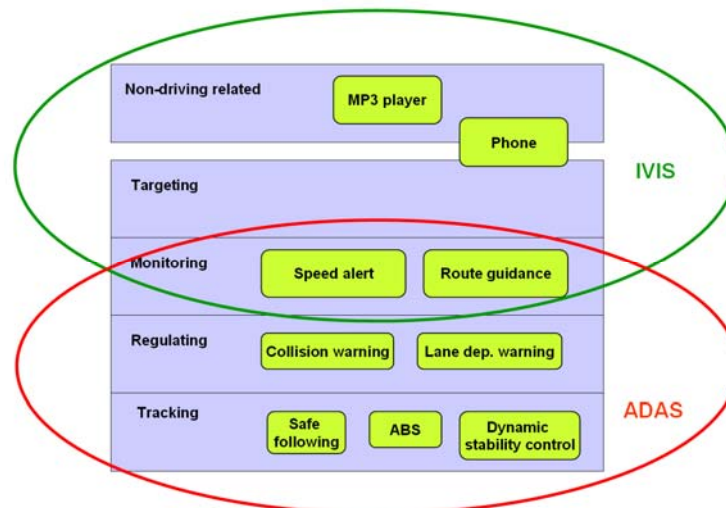 Non-driving related
MP3 player
Phone
IVIS
Targeting
Monitoring
Speed alert
Route guidance
Regulating
Collision warning
Lane dep. warning
Tracking
Safe
following
ABS
Dynamic
stability control
ADAS